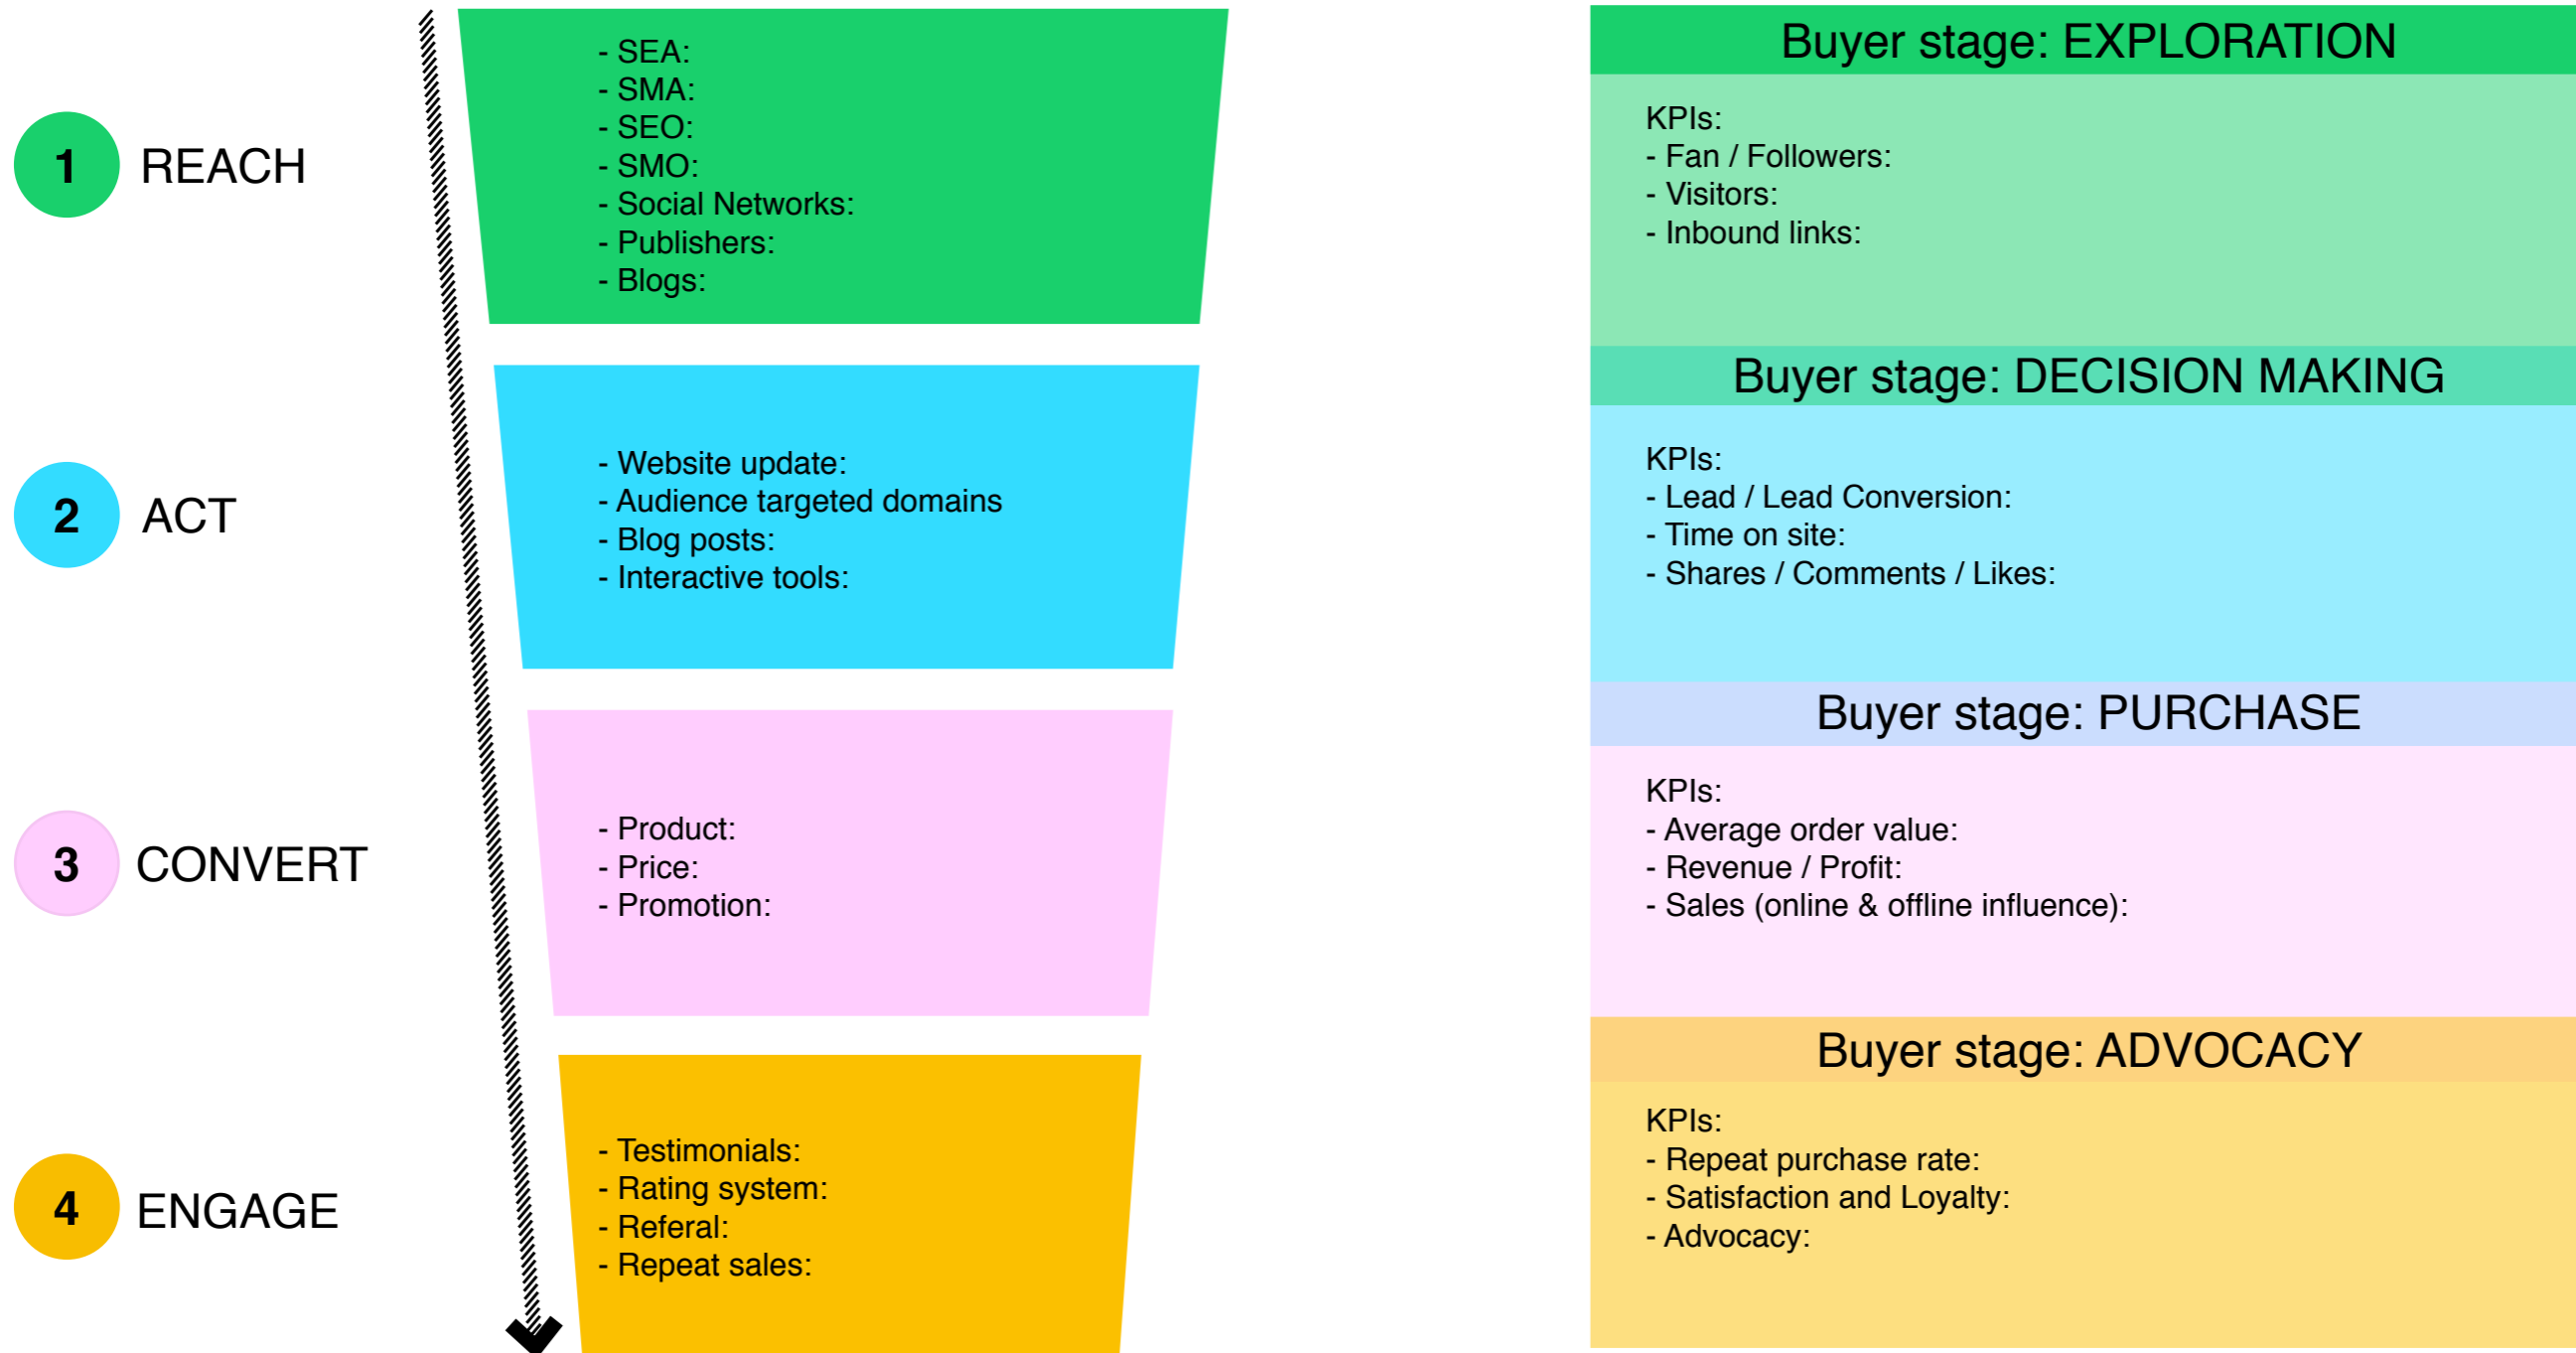 1
REACH
- SEA:
- SMA:
- SEO:
- SMO:
- Social Networks:
- Publishers:
- Blogs:
Buyer stage: EXPLORATION
KPIs:
- Fan / Followers:
- Visitors:
- Inbound links:
2
ACT
- Website update:
- Audience targeted domains
- Blog posts:
- Interactive tools:
Buyer stage: DECISION MAKING
KPIs:
- Lead / Lead Conversion:
- Time on site:
- Shares / Comments / Likes:
3
CONVERT
- Product:
- Price:
- Promotion:
Buyer stage: PURCHASE
KPIs:
- Average order value:
- Revenue / Profit:
- Sales (online & offline influence):
4
ENGAGE
- Testimonials:
- Rating system:
- Referal:
- Repeat sales:
Buyer stage: ADVOCACY
KPIs:
- Repeat purchase rate:
- Satisfaction and Loyalty:
- Advocacy: